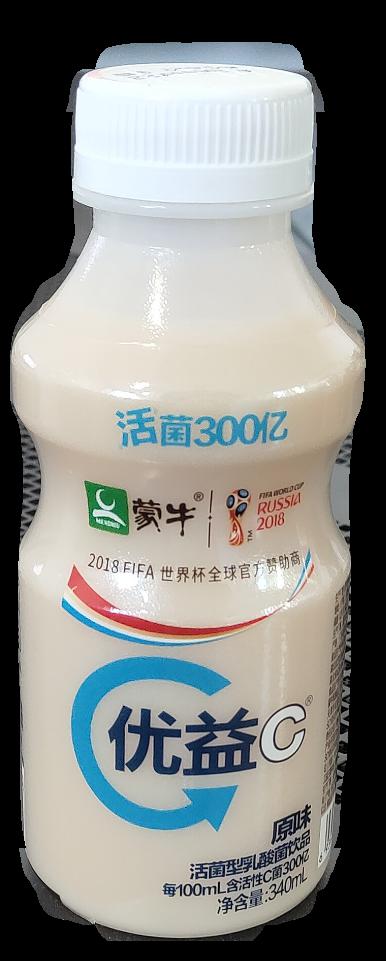 活菌300亿
MENGNIU
蒙牛®
FIFA WORLD CUP
RUSSIA
2018
TM
2018 FIFA 世界杯全球官方赞助商
优益C®
原味
活菌型乳酸菌饮品
每100mL含活性C菌300亿
净含量:340mL